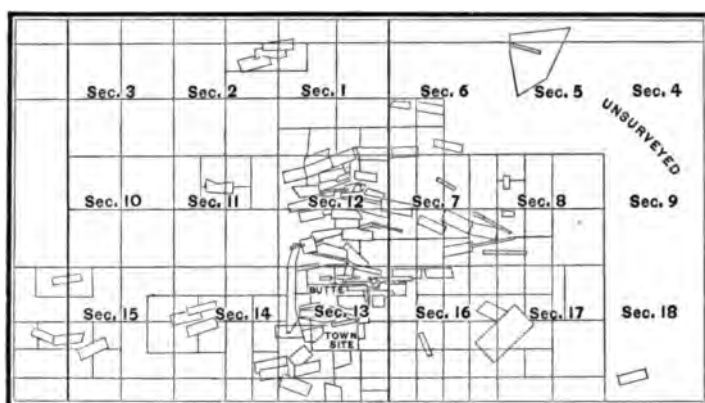 Sec. 3 Sec. 2 Sec. 1 Sec. 6 Sec. 5 Sec. 4
UNSURVEYED
Sec. 10 Sec. 11 Sec. 12 Sec. 7 Sec. 8 Sec. 9
BUTTE
Sec. 15 Sec. 14 Sec. 13 Sec. 16 Sec. 17 Sec. 18
TOWN
SITE